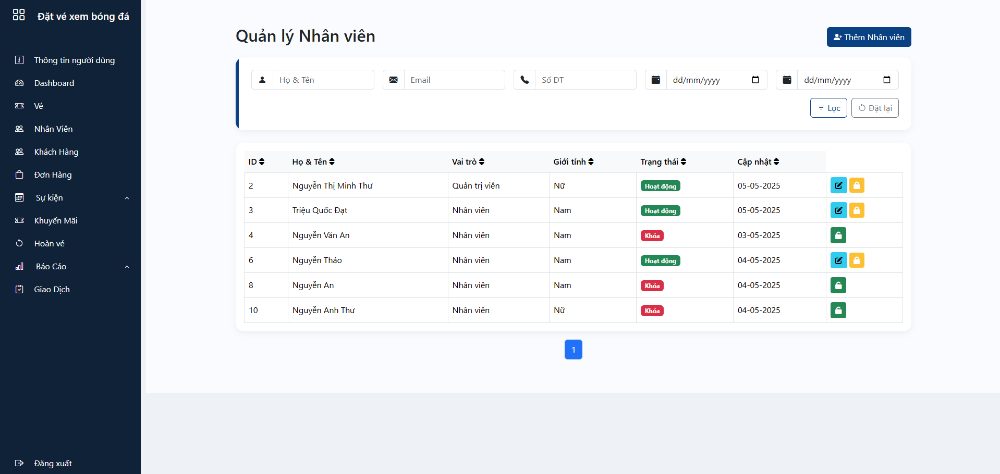 Đặt vé xem bóng đá
Thông tin người dùng
Dashboard
Vé
Nhân Viên
Khách Hàng
Đơn Hàng
Sự kiện
Khuyến Mãi
Hoàn vé
Báo Cáo
Giao Dịch
Đăng xuất
Quản lý Nhân viên
Thêm Nhân viên
Họ & Tên Email Số ĐT dd/mm/yyyy dd/mm/yyyy
Lọc Đặt lại
ID Họ & Tên Vai trò Giới tính Trạng thái Cập nhật
2 Nguyễn Thị Minh Thư Quản trị viên Nữ Hoạt động 05-05-2025
3 Triệu Quốc Đạt Nhân viên Nam Hoạt động 05-05-2025
4 Nguyễn Văn An Nhân viên Nam Khóa 03-05-2025
6 Nguyễn Thảo Nhân viên Nam Hoạt động 04-05-2025
8 Nguyễn An Nhân viên Nam Khóa 04-05-2025
10 Nguyễn Anh Thư Nhân viên Nữ Khóa 04-05-2025
1